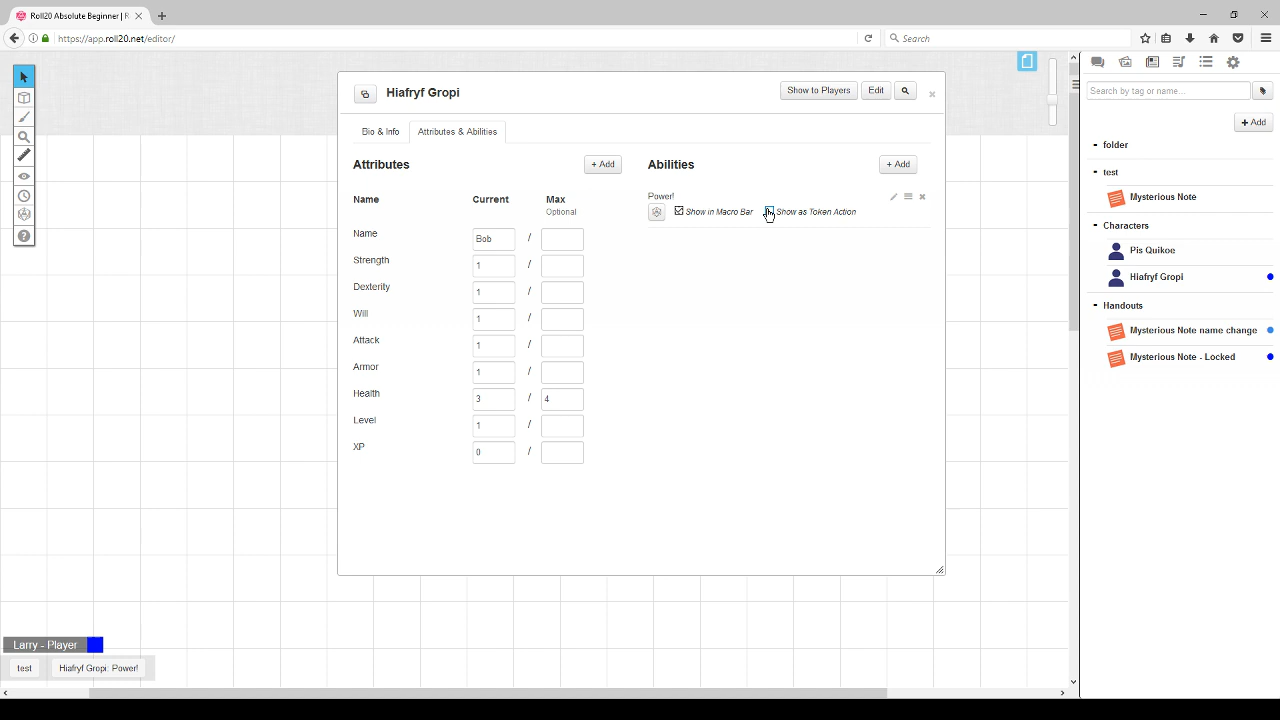 Roll20 Absolute Beginner | R
https://app.roll20.net/editor/
Search
Hiafryf Gropi
Show to Players
Edit
Bio & Info
Attributes & Abilities
Attributes
+ Add
Abilities
+ Add
Name
Current
Max
Optional
Power!
Show in Macro Bar
Show as Token Action
Name
Bob
/
Strength
1
/
Dexterity
1
/
Will
1
/
Attack
1
/
Armor
1
/
Health
3
/
4
Level
1
/
XP
0
/
Search by tag or name...
+ Add
folder
test
Mysterious Note
Characters
Pis Quikoe
Hiafryf Gropi
Handouts
Mysterious Note name change
Mysterious Note - Locked
Larry - Player
test
Hiafryf Gropi: Power!